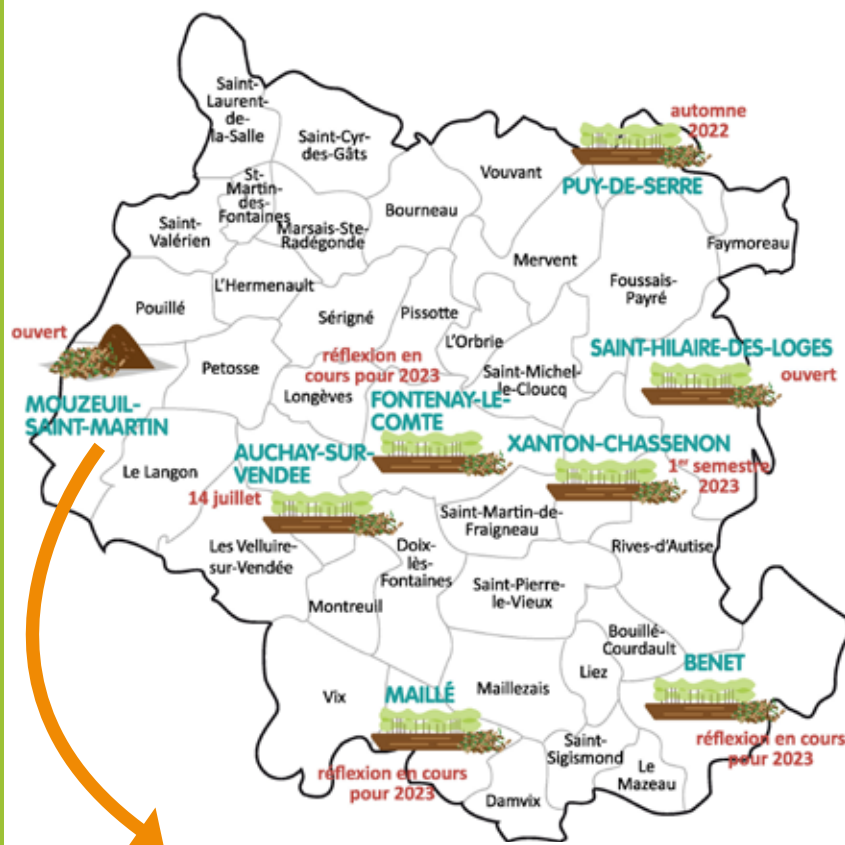 Saint-
Laurent-
de-
la-Salle
Saint-Cyr-
des-Gâts
automne
2022
St-
Martin-
des-
Fontaines
Vouvant
PUY-DE-SERRE
Saint-
Valérien
Marsais-Ste-
Radégonde
Bourneau
Faymoreau
Mervent
L'Hermenault
Foussais-
Payré
Pouillé
Sérigné
Pissotte
ouvert
L'Orbrie
SAINT-HILAIRE-DES-LOGES
ouvert
Petosse
réflexion en
cours pour 2023
Saint-Michel-
le-Cloucq
Longèves
MOUZEUIL-
SAINT-MARTIN
FONTENAY-LE-
COMTE
XANTON-CHASSENON
1er semestre
2023
Le Langon
AUCHAY-SUR-
VENDEE
14 juillet
Saint-Martin-de-
Fraigneau
Les Velluire-
sur-Vendée
Doix-
lès-
Fontaines
Rives-d'Autise
Saint-Pierre-
le-Vieux
Montreuil
Bouillé-
Courdault
BENET
Liez
Vix
MAILLÉ
Maillezais
réflexion en cours
pour 2023
Saint-
Sigismond
réflexion en cours
pour 2023
Le
Mazeau
Damvix